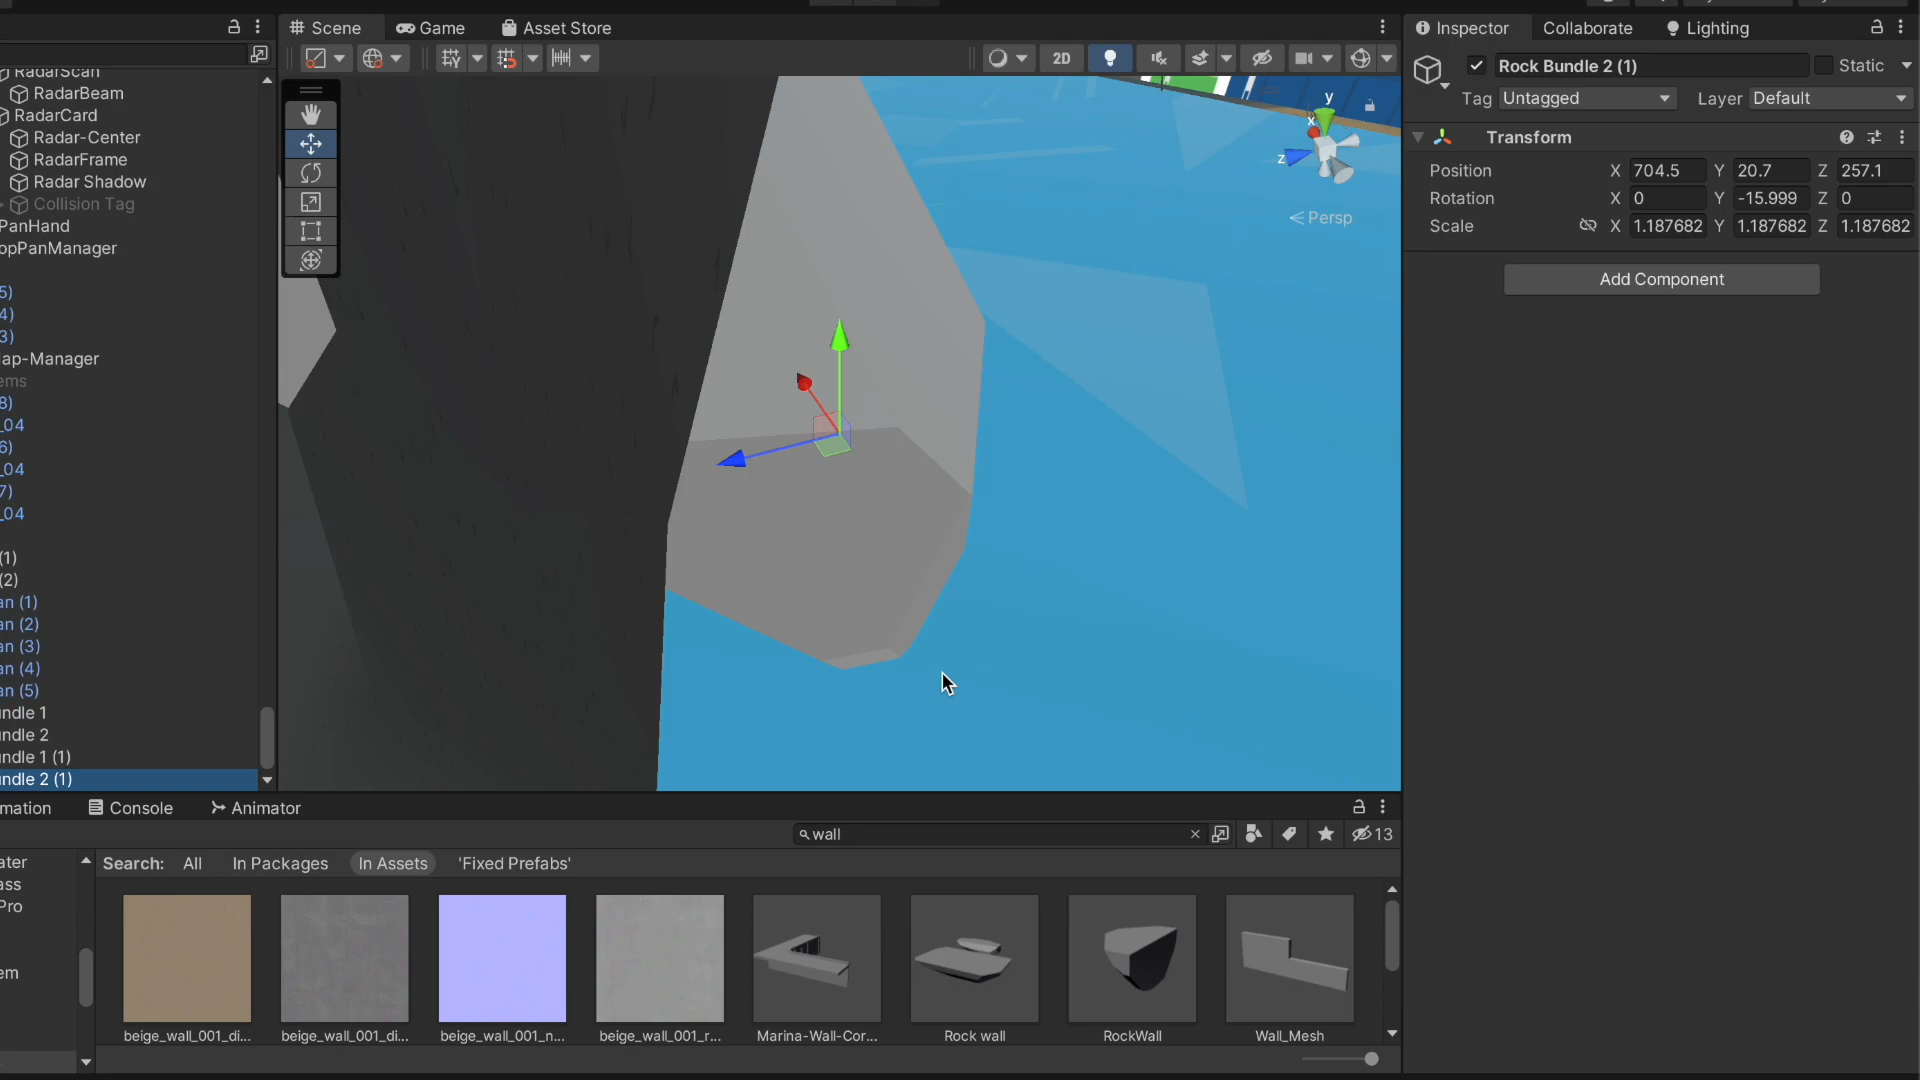 Scene
Game
Asset Store
Inspector
Collaborate
Lighting
RadarScan
RadarBeam
RadarCard
Radar-Center
RadarFrame
Radar Shadow
Collision Tag
PanHand
opPanManager
5)
4)
3)
ap-Manager
ems
8)
_04
6)
_04
7)
_04
(1)
(2)
an (1)
an (2)
an (3)
an (4)
an (5)
ndle 1
ndle 2
ndle 1 (1)
ndle 2 (1)
2D
y
x
z
Persp
Rock Bundle 2 (1)
Static
Tag Untagged
Layer Default
Transform
Position X 704.5 Y 20.7 Z 257.1
Rotation X 0 Y -15.999 Z 0
Scale X 1.187682 Y 1.187682 Z 1.187682
Add Component
mation
Console
Animator
wall
13
Search: All In Packages In Assets 'Fixed Prefabs'
ater
ass
Pro
em
beige_wall_001_di...
beige_wall_001_di...
beige_wall_001_n...
beige_wall_001_r...
Marina-Wall-Cor...
Rock wall
RockWall
Wall_Mesh